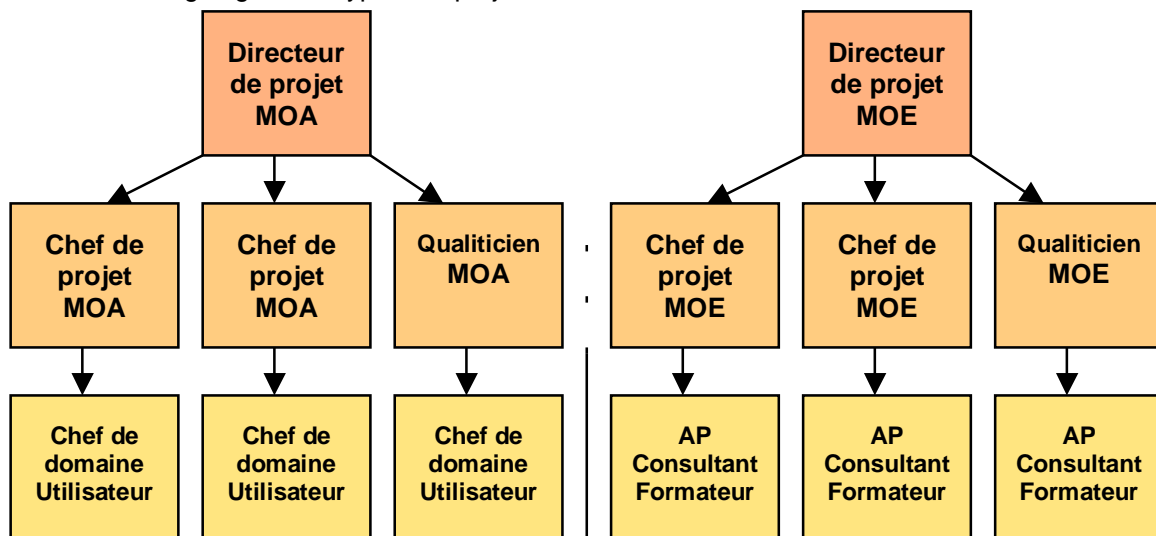 Directeur
de projet
MOA
Directeur
de projet
MOE
Chef de
projet
MOA
Chef de
projet
MOA
Qualiticien
MOA
Chef de
projet
MOE
Chef de
projet
MOE
Qualiticien
MOE
Chef de
domaine
Utilisateur
Chef de
domaine
Utilisateur
Chef de
domaine
Utilisateur
AP
Consultant
Formateur
AP
Consultant
Formateur
AP
Consultant
Formateur